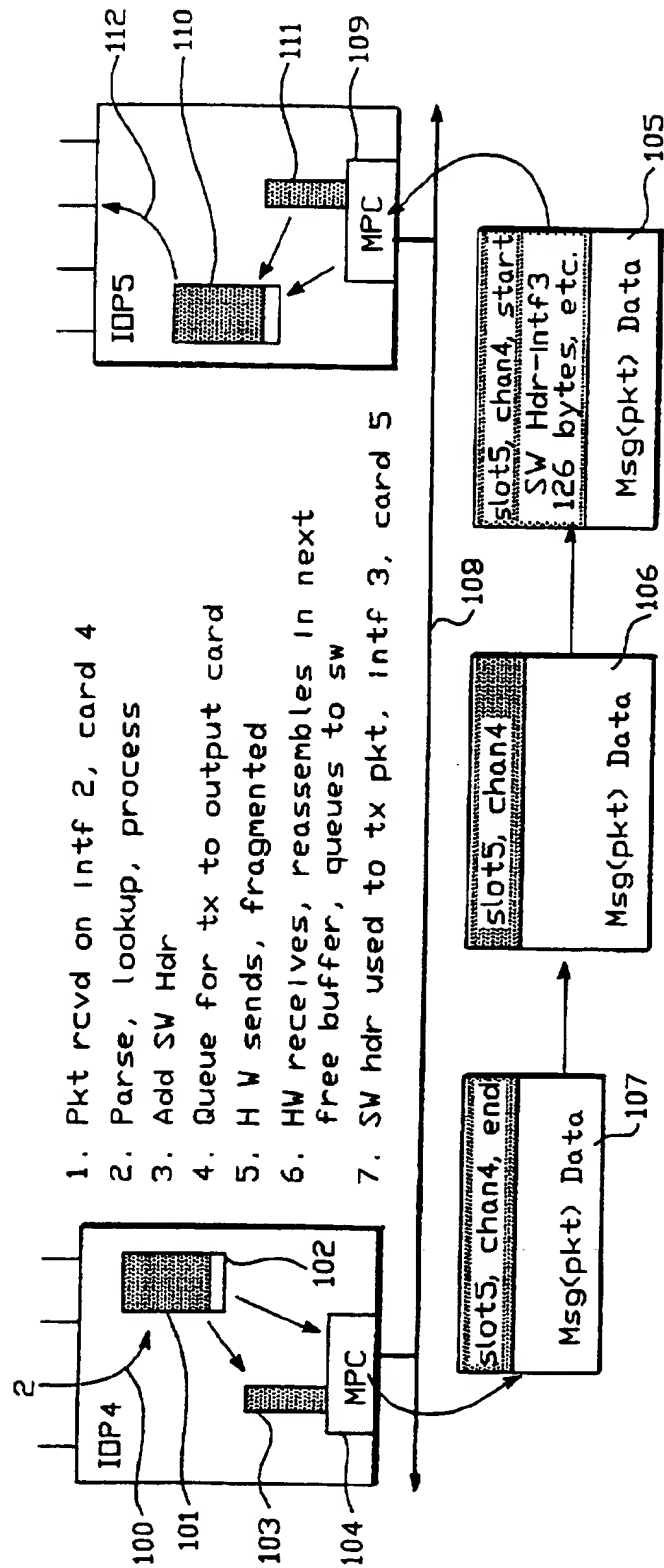 2
IOP4
100
101
102
103
MPC
104
1. Pkt rcvd on intf 2, card 4
2. Parse, lookup, process
3. Add SW Hdr
4. Queue for tx to output card
5. H W sends, fragmented
6. HW receives, reassembles in next
free buffer, queues to sw
7. SW hdr used to tx pkt, intf 3, card 5
IOP5
112
110
111
109
MPC
108
slot5, chan4, end
Msg(pkt) Data
107
slot5, chan4
Msg(pkt) Data
106
slot5, chan4, start
SW Hdr-intf3
126 bytes, etc.
Msg(pkt) Data
105